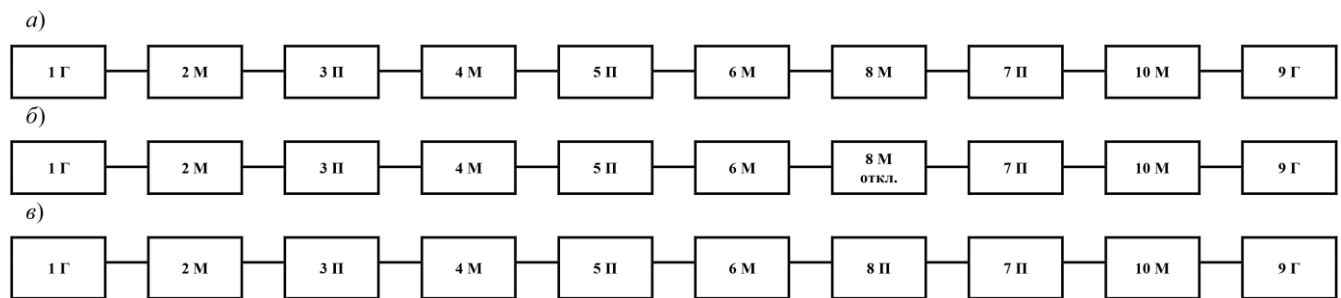 а)
1 Г 2 М 3 П 4 М 5 П 6 М 8 М 7 П 10 М 9 Г
б)
1 Г 2 М 3 П 4 М 5 П 6 М 8 М откл. 7 П 10 М 9 Г
в)
1 Г 2 М 3 П 4 М 5 П 6 М 8 П 7 П 10 М 9 Г